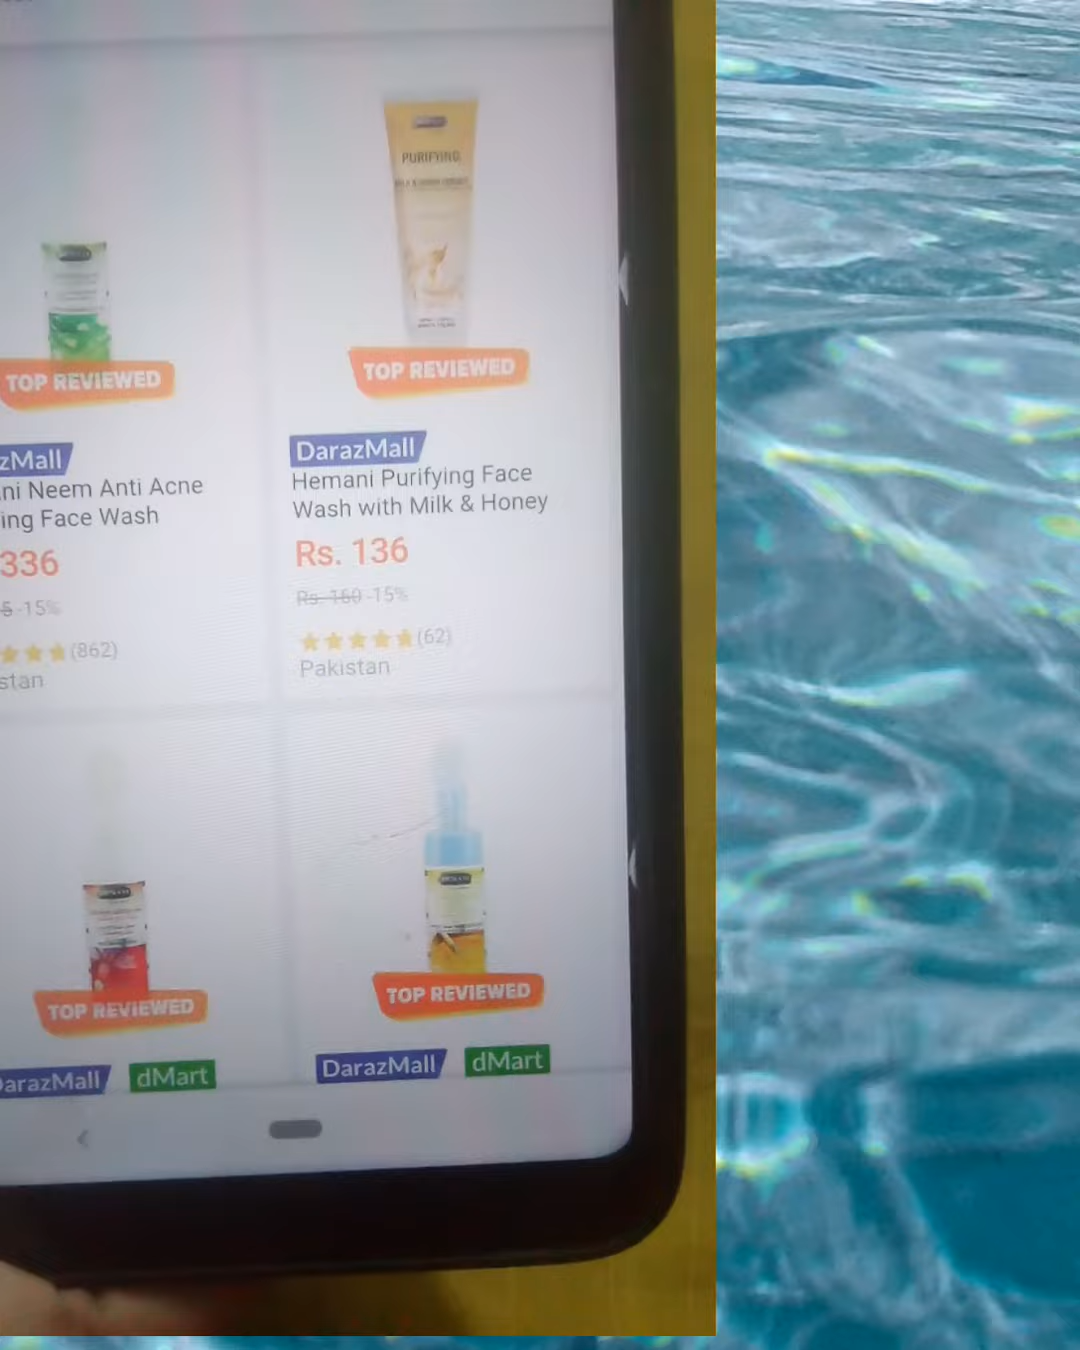 PURIFYING
TOP REVIEWED
TOP REVIEWED
zMall
DarazMall
ni Neem Anti Acne
ing Face Wash
Hemani Purifying Face
Wash with Milk & Honey
336
Rs. 136
5 -15%
Rs. 160 -15%
(862)
(62)
stan
Pakistan
TOP REVIEWED
TOP REVIEWED
DarazMall dMart
DarazMall dMart